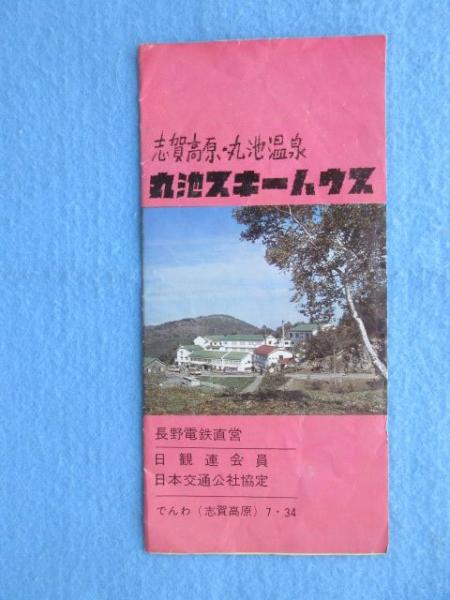 志賀高原・丸池温泉
丸池スキーハウス
長野電鉄直営
日観連会員
日本交通公社協定
でんわ（志賀高原）7・34